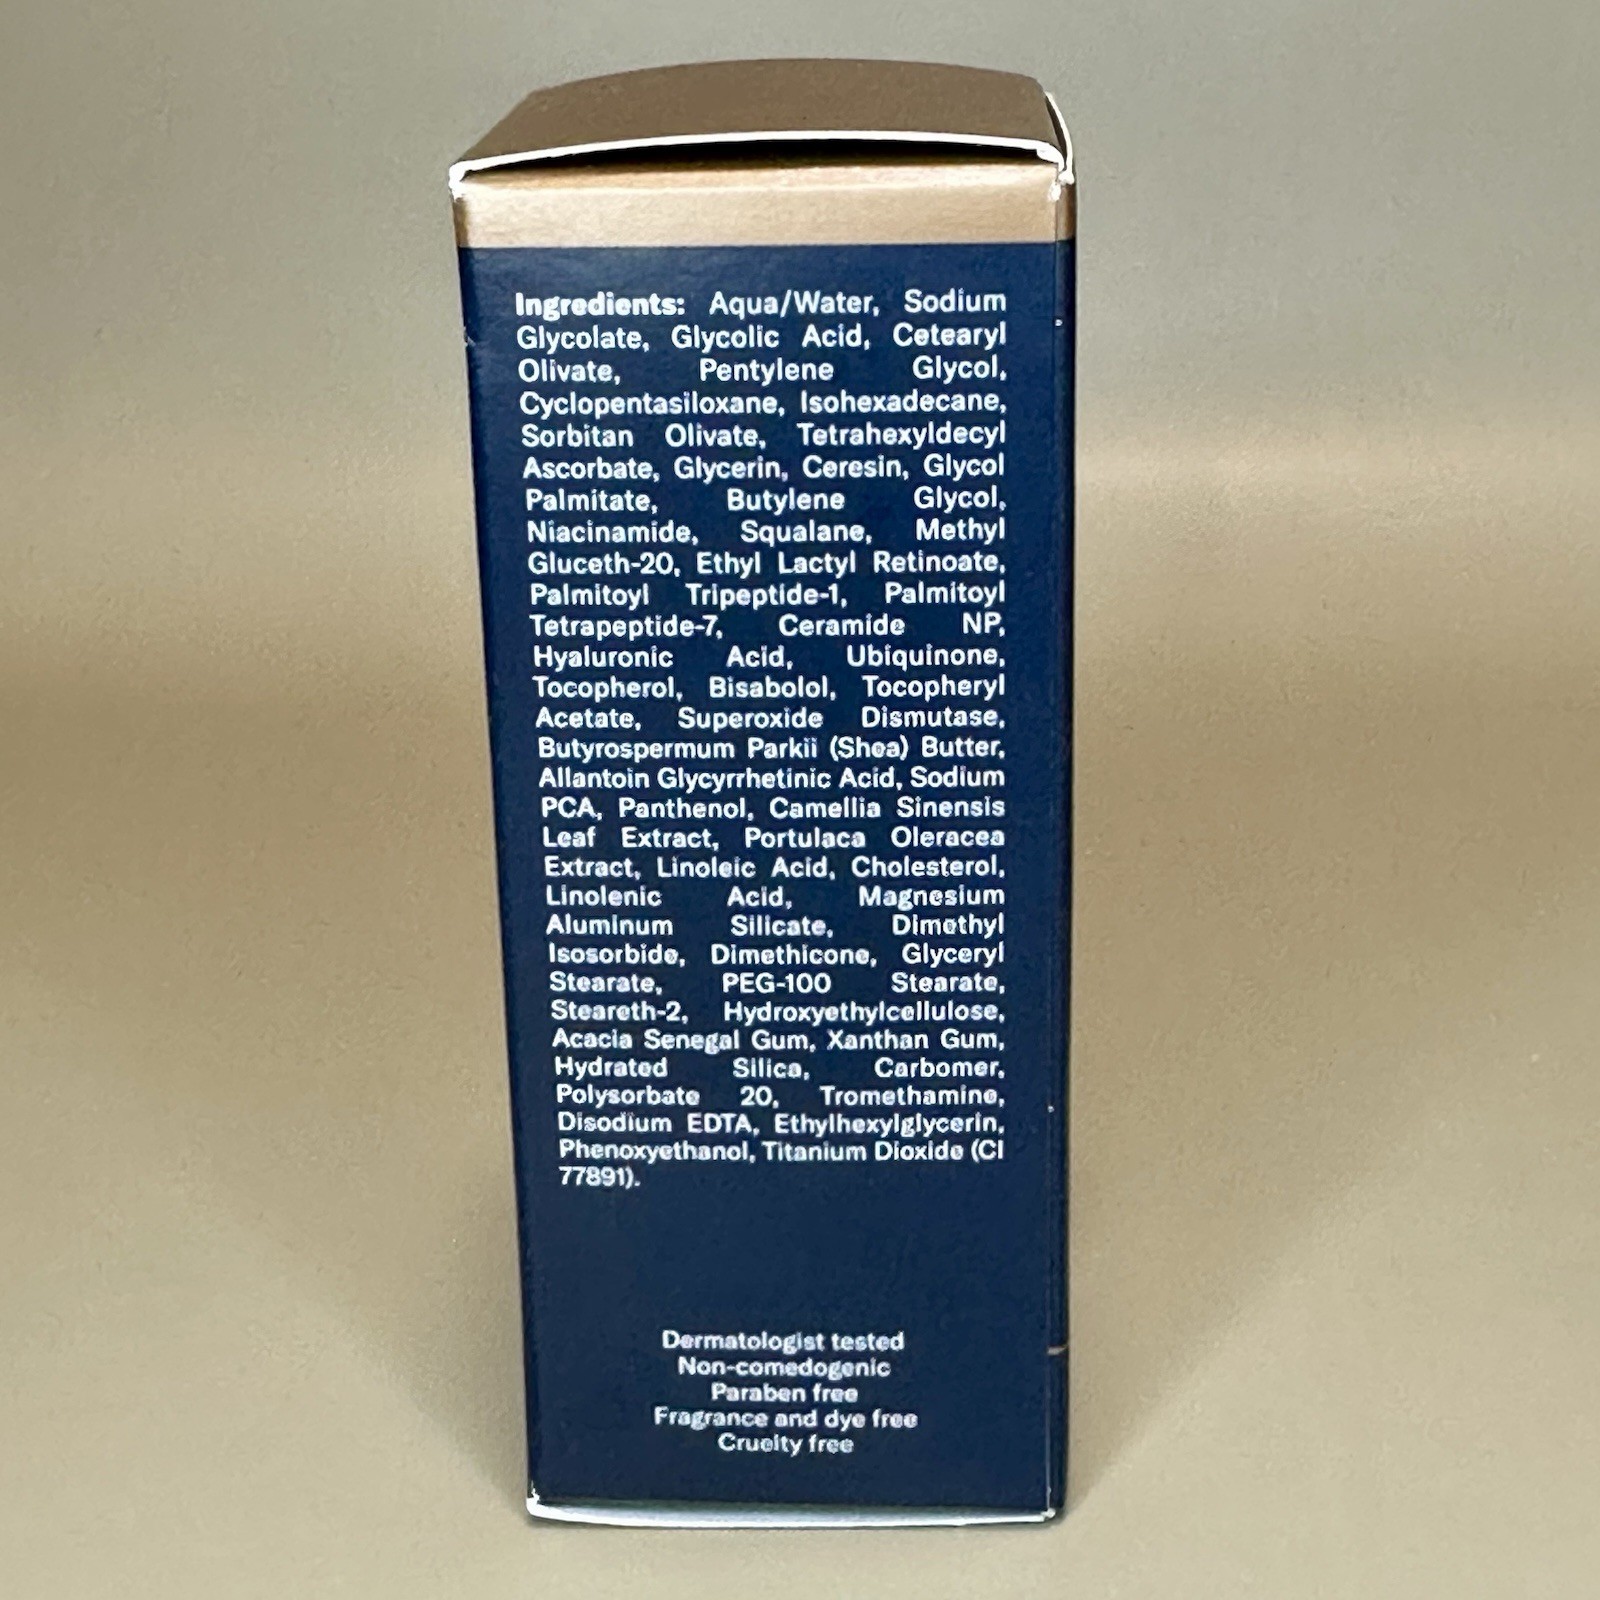 Ingredients: Aqua/Water, Sodium
Glycolate, Glycolic Acid, Cetearyl
Olivate, Pentylene Glycol,
Cyclopentasiloxane, Isohexadecane,
Sorbitan Olivate, Tetrahexyldecyl
Ascorbate, Glycerin, Ceresin, Glycol
Palmitate, Butylene Glycol,
Niacinamide, Squalane, Methyl
Gluceth-20, Ethyl Lactyl Retinoate,
Palmitoyl Tripeptide-1, Palmitoyl
Tetrapeptide-7, Ceramide NP,
Hyaluronic Acid, Ubiquinone,
Tocopherol, Bisabolol, Tocopheryl
Acetate, Superoxide Dismutase,
Butyrospermum Parkii (Shea) Butter,
Allantoin Glycyrrhetinic Acid, Sodium
PCA, Panthenol, Camellia Sinensis
Leaf Extract, Portulaca Oleracea
Extract, Linoleic Acid, Cholesterol,
Linolenic Acid, Magnesium
Aluminum Silicate, Dimethyl
Isosorbide, Dimethicone, Glyceryl
Stearate, PEG-100 Stearate,
Steareth-2, Hydroxyethylcellulose,
Acacia Senegal Gum, Xanthan Gum,
Hydrated Silica, Carbomer,
Polysorbate 20, Tromethamine,
Disodium EDTA, Ethylhexylglycerin,
Phenoxyethanol, Titanium Dioxide (CI
77891).
Dermatologist tested
Non-comedogenic
Paraben free
Fragrance and dye free
Cruelty free